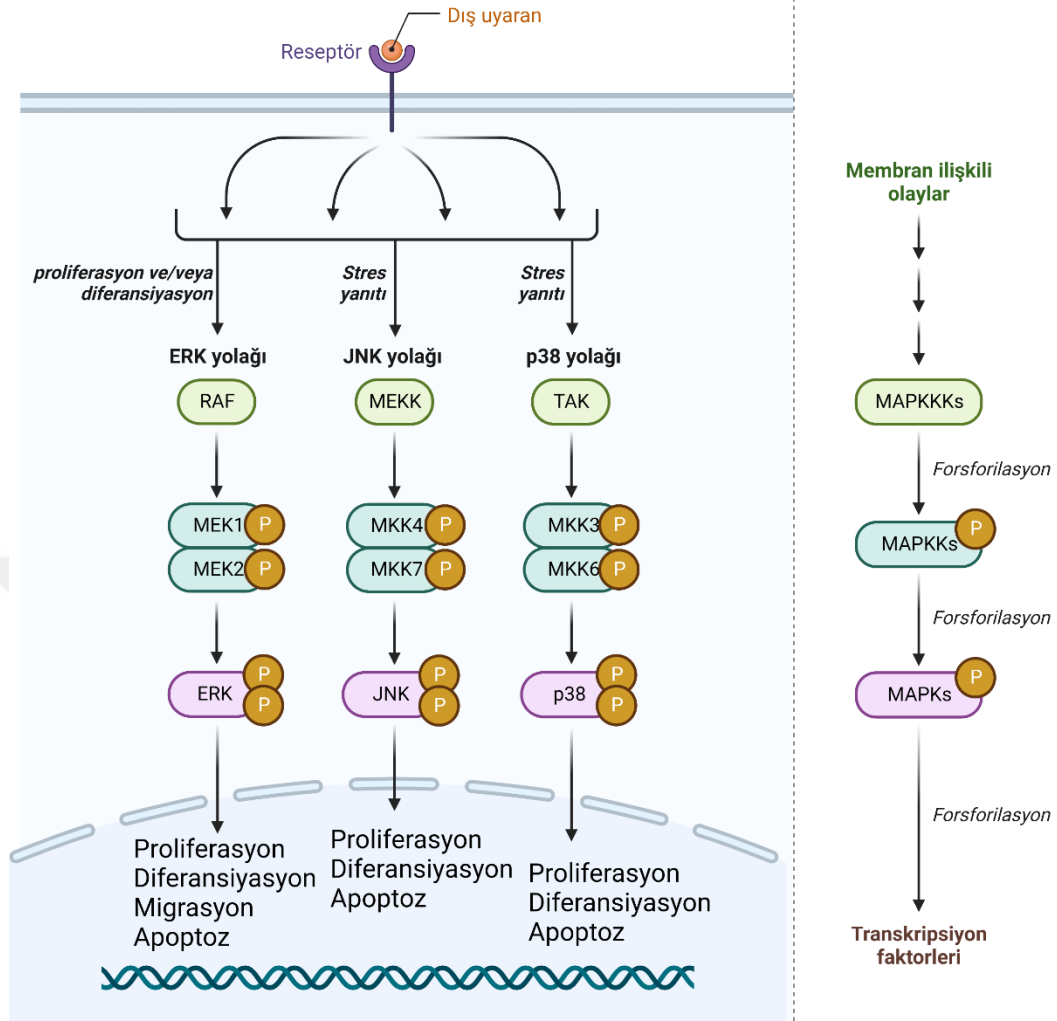 Dış uyaran
Reseptör
proliferasyon ve/veya
diferansiyasyon
Stres
yanıtı
Stres
yanıtı
ERK yolağı
JNK yolağı
p38 yolağı
RAF
MEKK
TAK
MEK1 P
MEK2 P
MKK4 P
MKK7 P
MKK3 P
MKK6 P
ERK P P
JNK P P
p38 P P
Proliferasyon
Diferansiyasyon
Migrasyon
Apoptoz
Proliferasyon
Diferansiyasyon
Apoptoz
Proliferasyon
Diferansiyasyon
Apoptoz
Membran ilişkili
olaylar
MAPKKKs
Forsforilasyon
MAPKKs P
Forsforilasyon
MAPKs P
Forsforilasyon
Transkripsiyon
faktorleri